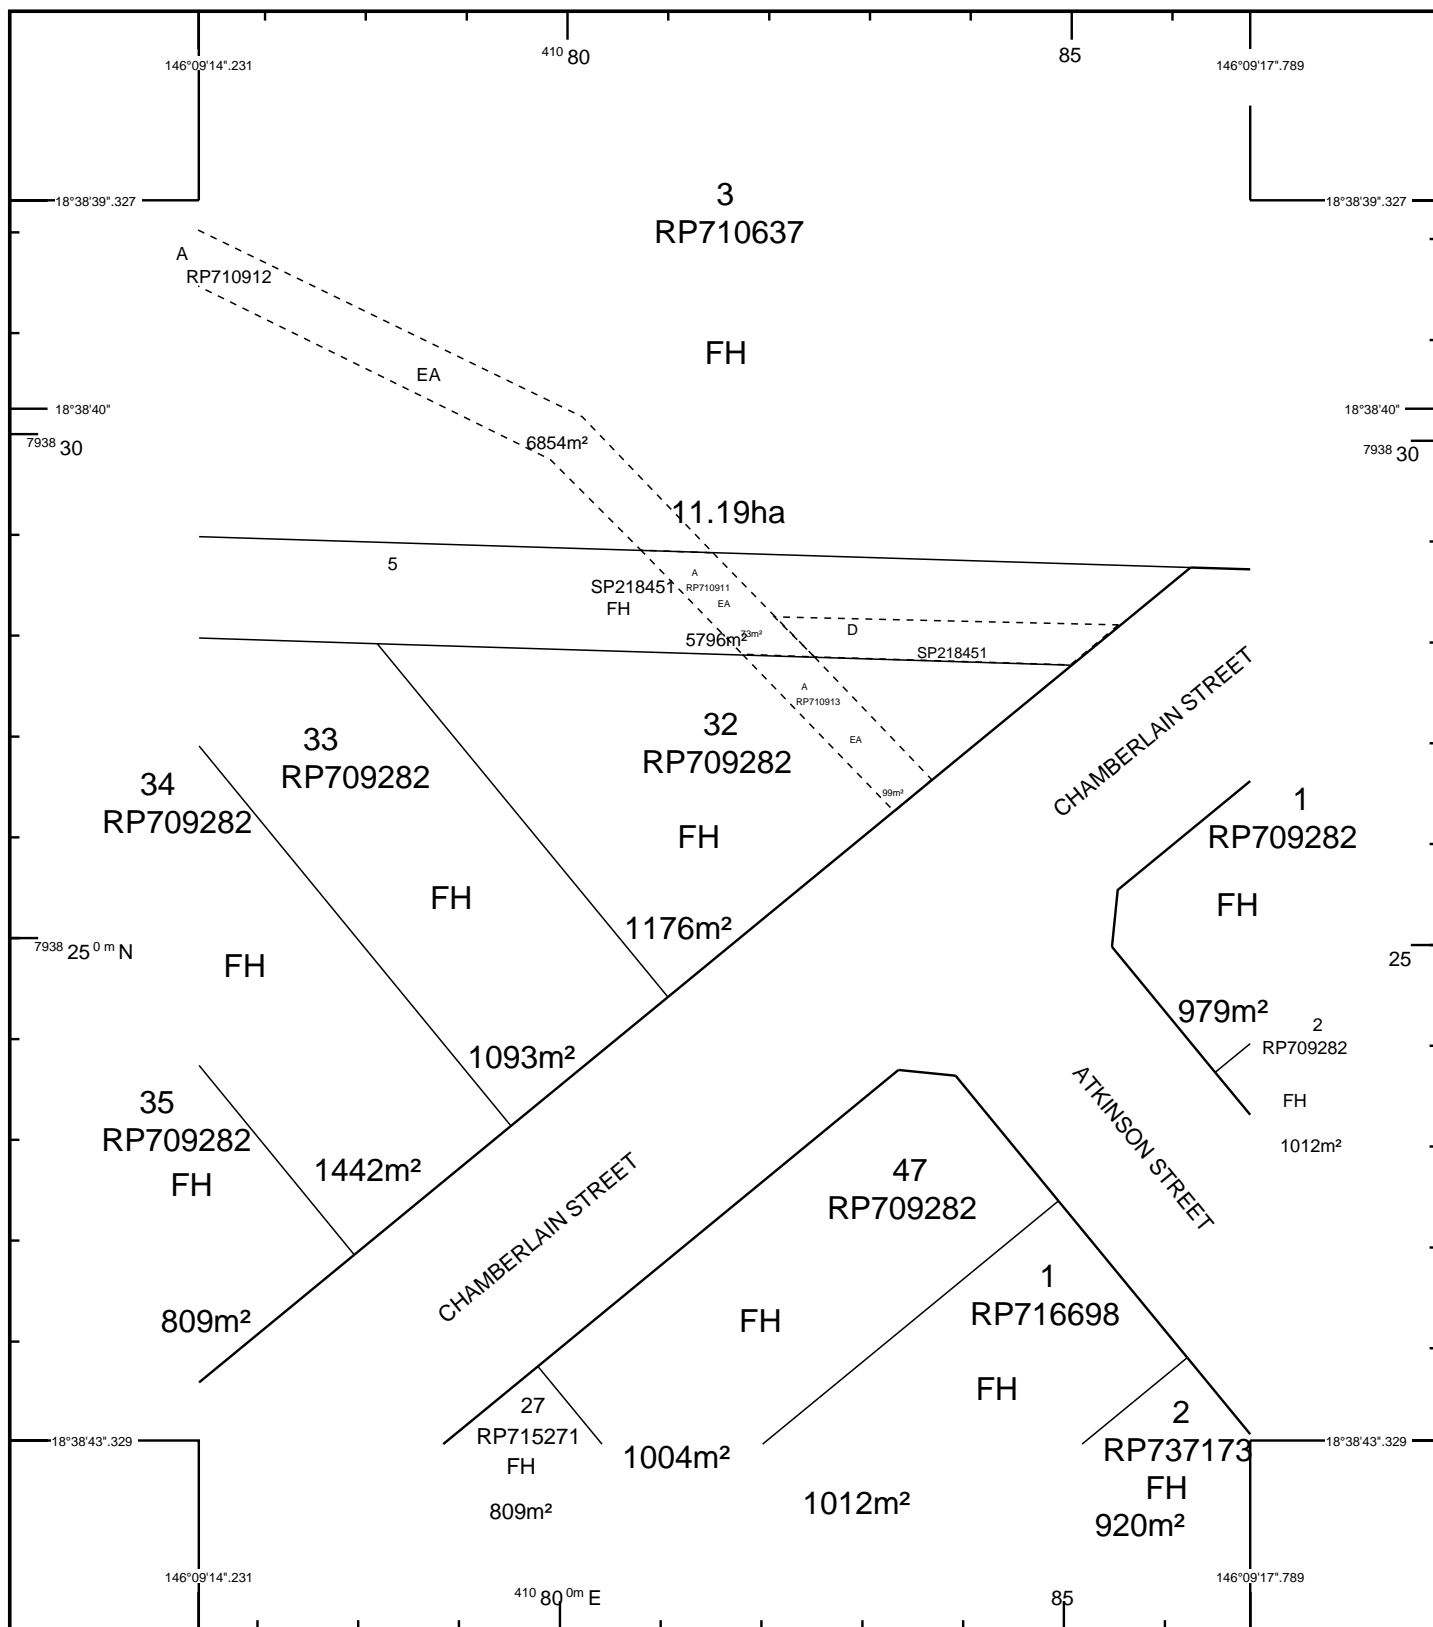 410 80
85
146°09'14".231
146°09'17".789
18°38'39".327
18°38'39".327
3
RP710637
A
RP710912
FH
EA
18°38'40"
18°38'40"
7938 30
7938 30
6854m²
11.19ha
5
SP218451
FH
A
RP710911
EA
73m²
5796m²
D
SP218451
A
RP710913
EA
99m²
CHAMBERLAIN STREET
32
RP709282
FH
1176m²
33
RP709282
FH
1093m²
34
RP709282
FH
1442m²
1
RP709282
FH
979m²
7938 25 0 m N
25
2
RP709282
FH
1012m²
35
RP709282
FH
809m²
ATKINSON STREET
CHAMBERLAIN STREET
47
RP709282
FH
1004m²
1
RP716698
FH
1012m²
27
RP715271
FH
809m²
2
RP737173
FH
920m²
18°38'43".329
18°38'43".329
146°09'14".231
146°09'17".789
410 80 0m E
85